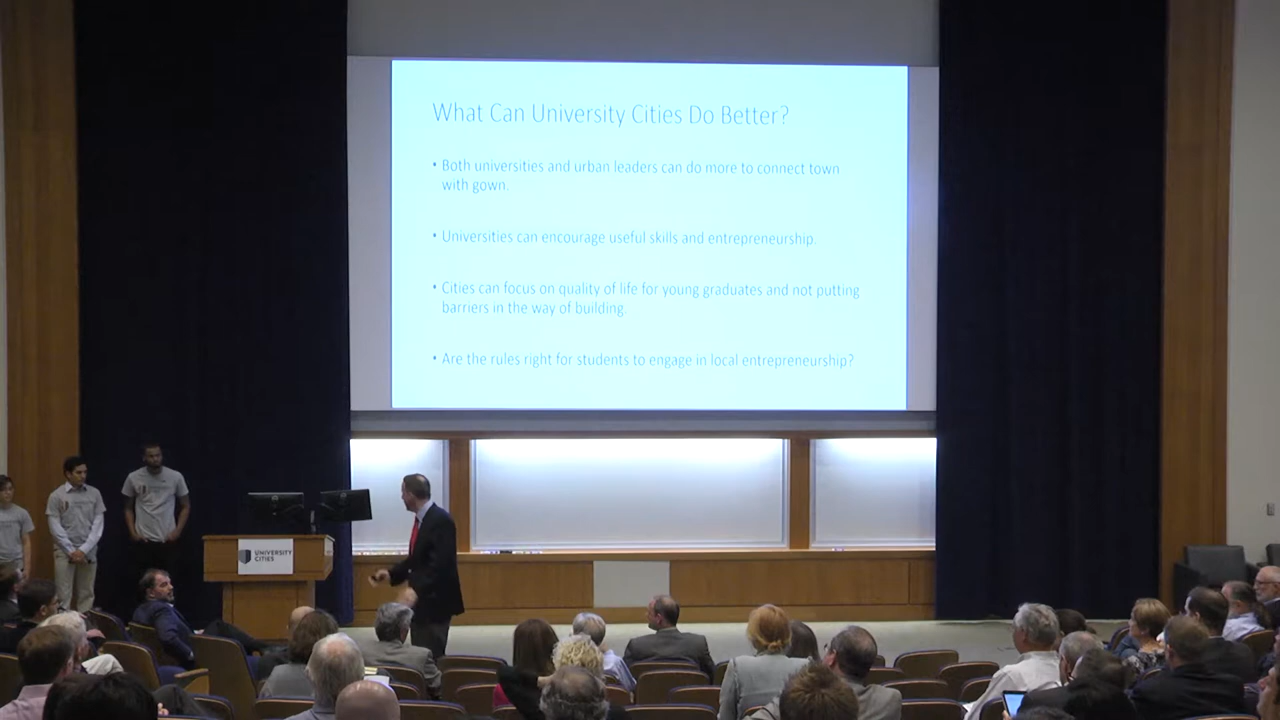 What Can University Cities Do Better?
• Both universities and urban leaders can do more to connect town
with gown.
• Universities can encourage useful skills and entrepreneurship.
• Cities can focus on quality of life for young graduates and not putting
barriers in the way of building.
• Are the rules right for students to engage in local entrepreneurship?
UNIVERSITY
CITIES